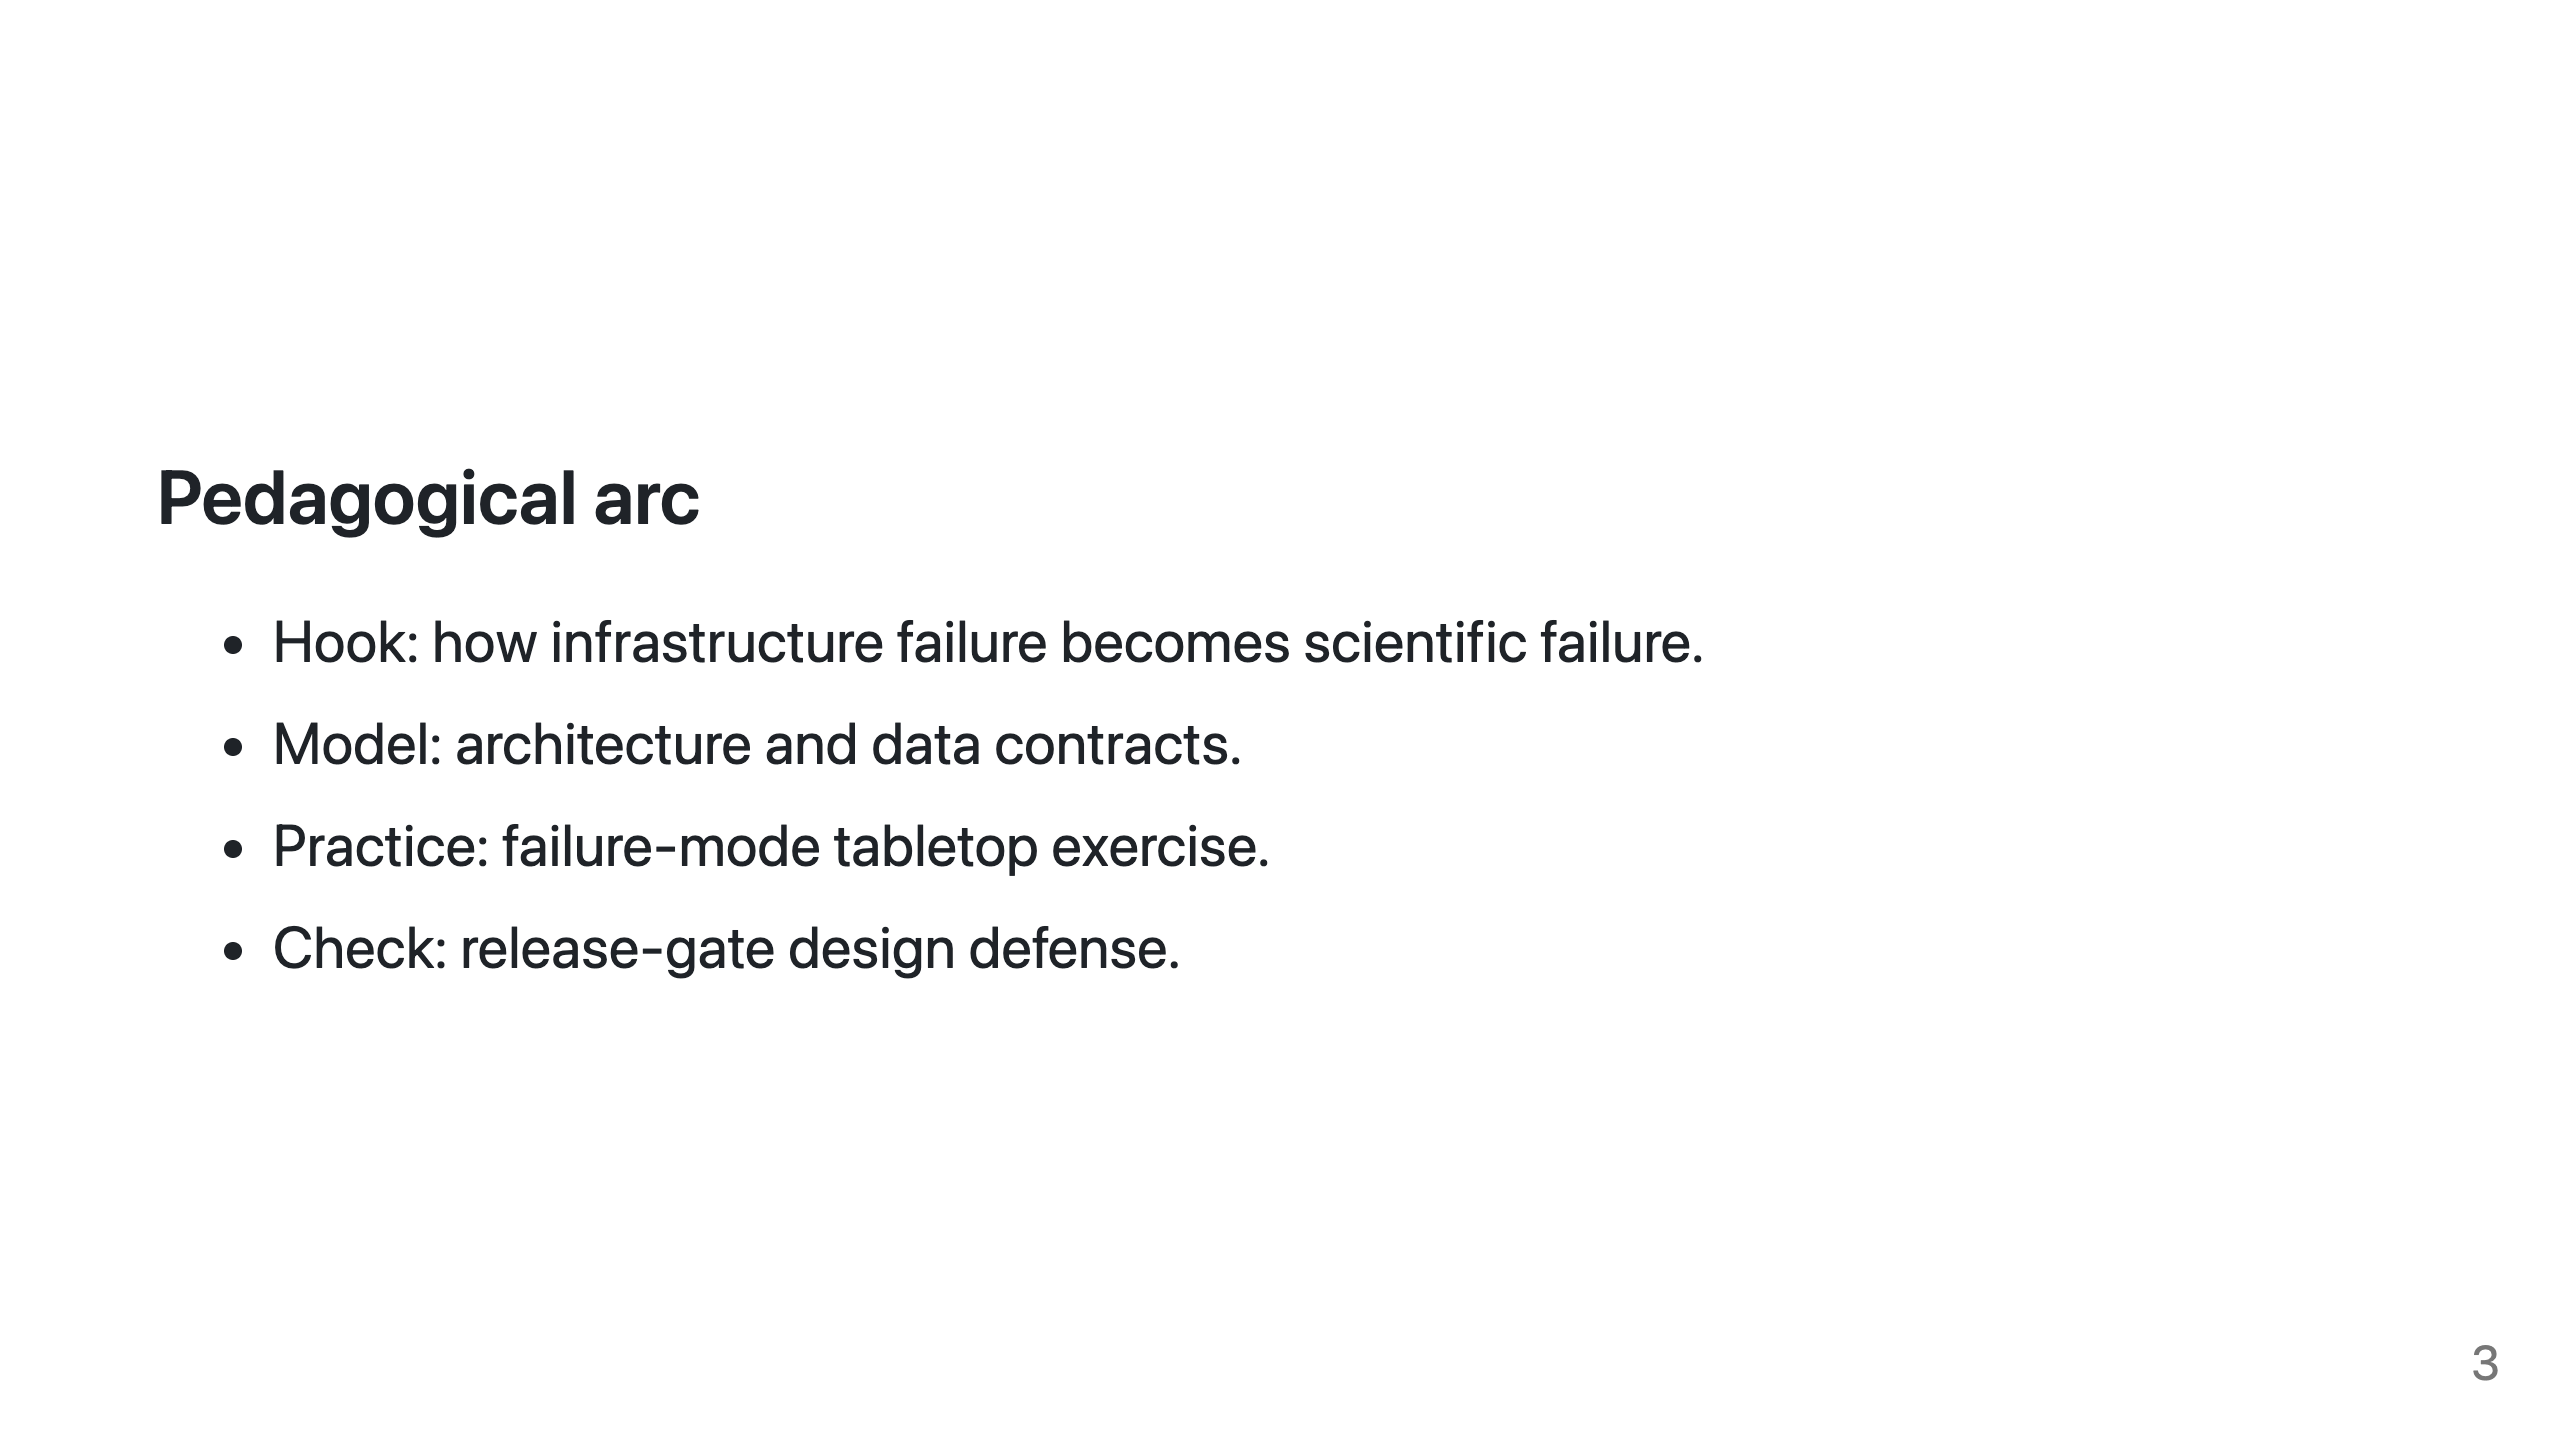 Pedagogical arc
• Hook: how infrastructure failure becomes scientific failure.
• Model: architecture and data contracts.
• Practice: failure-mode tabletop exercise.
• Check: release-gate design defense.
3